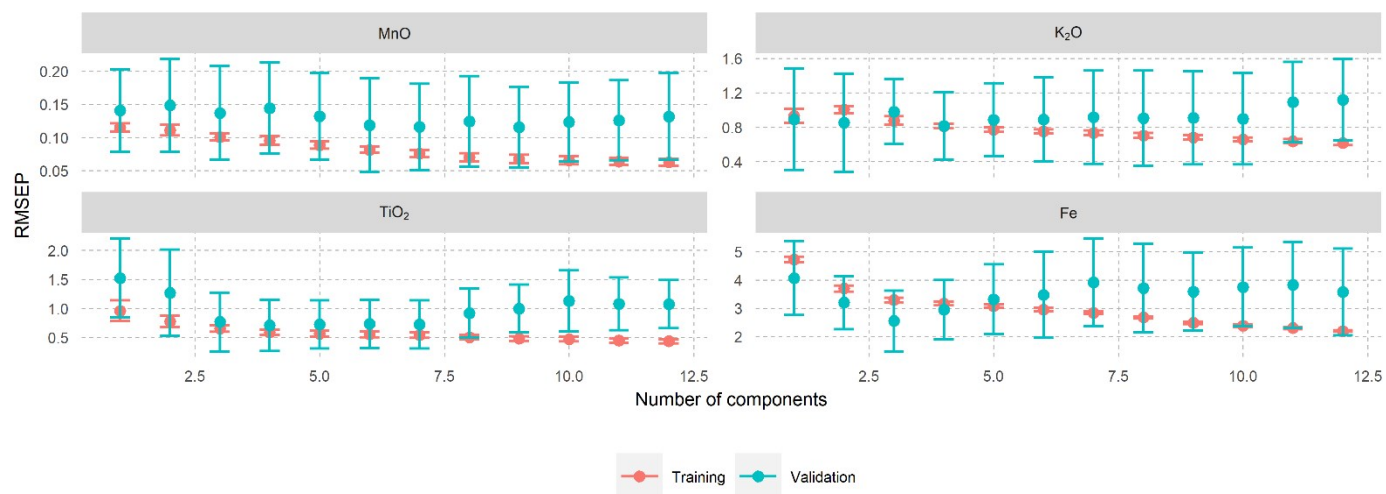 MnO
K₂O
0.20
0.15
0.10
0.05
1.6
1.2
0.8
0.4
RMSEP
TiO₂
Fe
2.0
1.5
1.0
0.5
5
4
3
2
2.5 5.0 7.5 10.0 12.5
2.5 5.0 7.5 10.0 12.5
Number of components
Training Validation